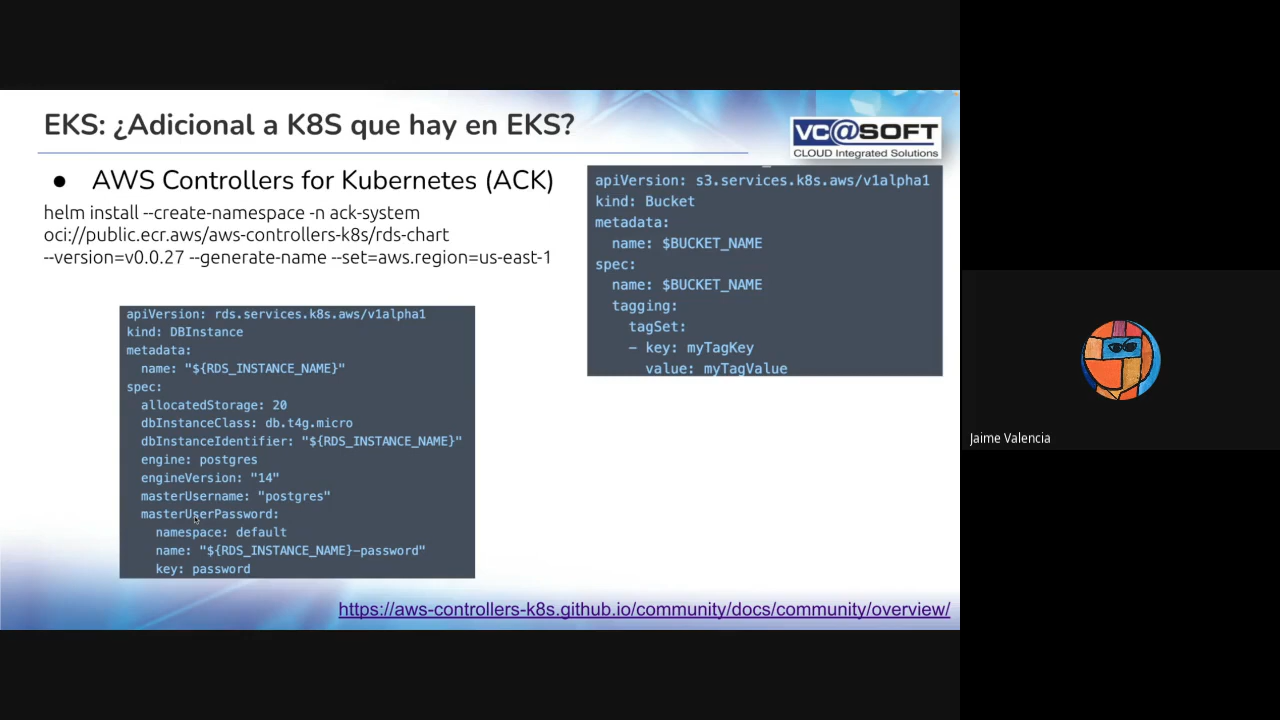 EKS: ¿Adicional a K8S que hay en EKS?
VC@SOFT
CLOUD Integrated Solutions
● AWS Controllers for Kubernetes (ACK)
helm install --create-namespace -n ack-system
oci://public.ecr.aws/aws-controllers-k8s/rds-chart
--version=v0.0.27 --generate-name --set=aws.region=us-east-1
apiVersion: s3.services.k8s.aws/v1alpha1
kind: Bucket
metadata:
  name: $BUCKET_NAME
spec:
  name: $BUCKET_NAME
  tagging:
    tagSet:
    - key: myTagKey
      value: myTagValue
apiVersion: rds.services.k8s.aws/v1alpha1
kind: DBInstance
metadata:
  name: "${RDS_INSTANCE_NAME}"
spec:
  allocatedStorage: 20
  dbInstanceClass: db.t4g.micro
  dbInstanceIdentifier: "${RDS_INSTANCE_NAME}"
  engine: postgres
  engineVersion: "14"
  masterUsername: "postgres"
  masterUserPassword:
    namespace: default
    name: "${RDS_INSTANCE_NAME}-password"
    key: password
https://aws-controllers-k8s.github.io/community/docs/community/overview/
Jaime Valencia